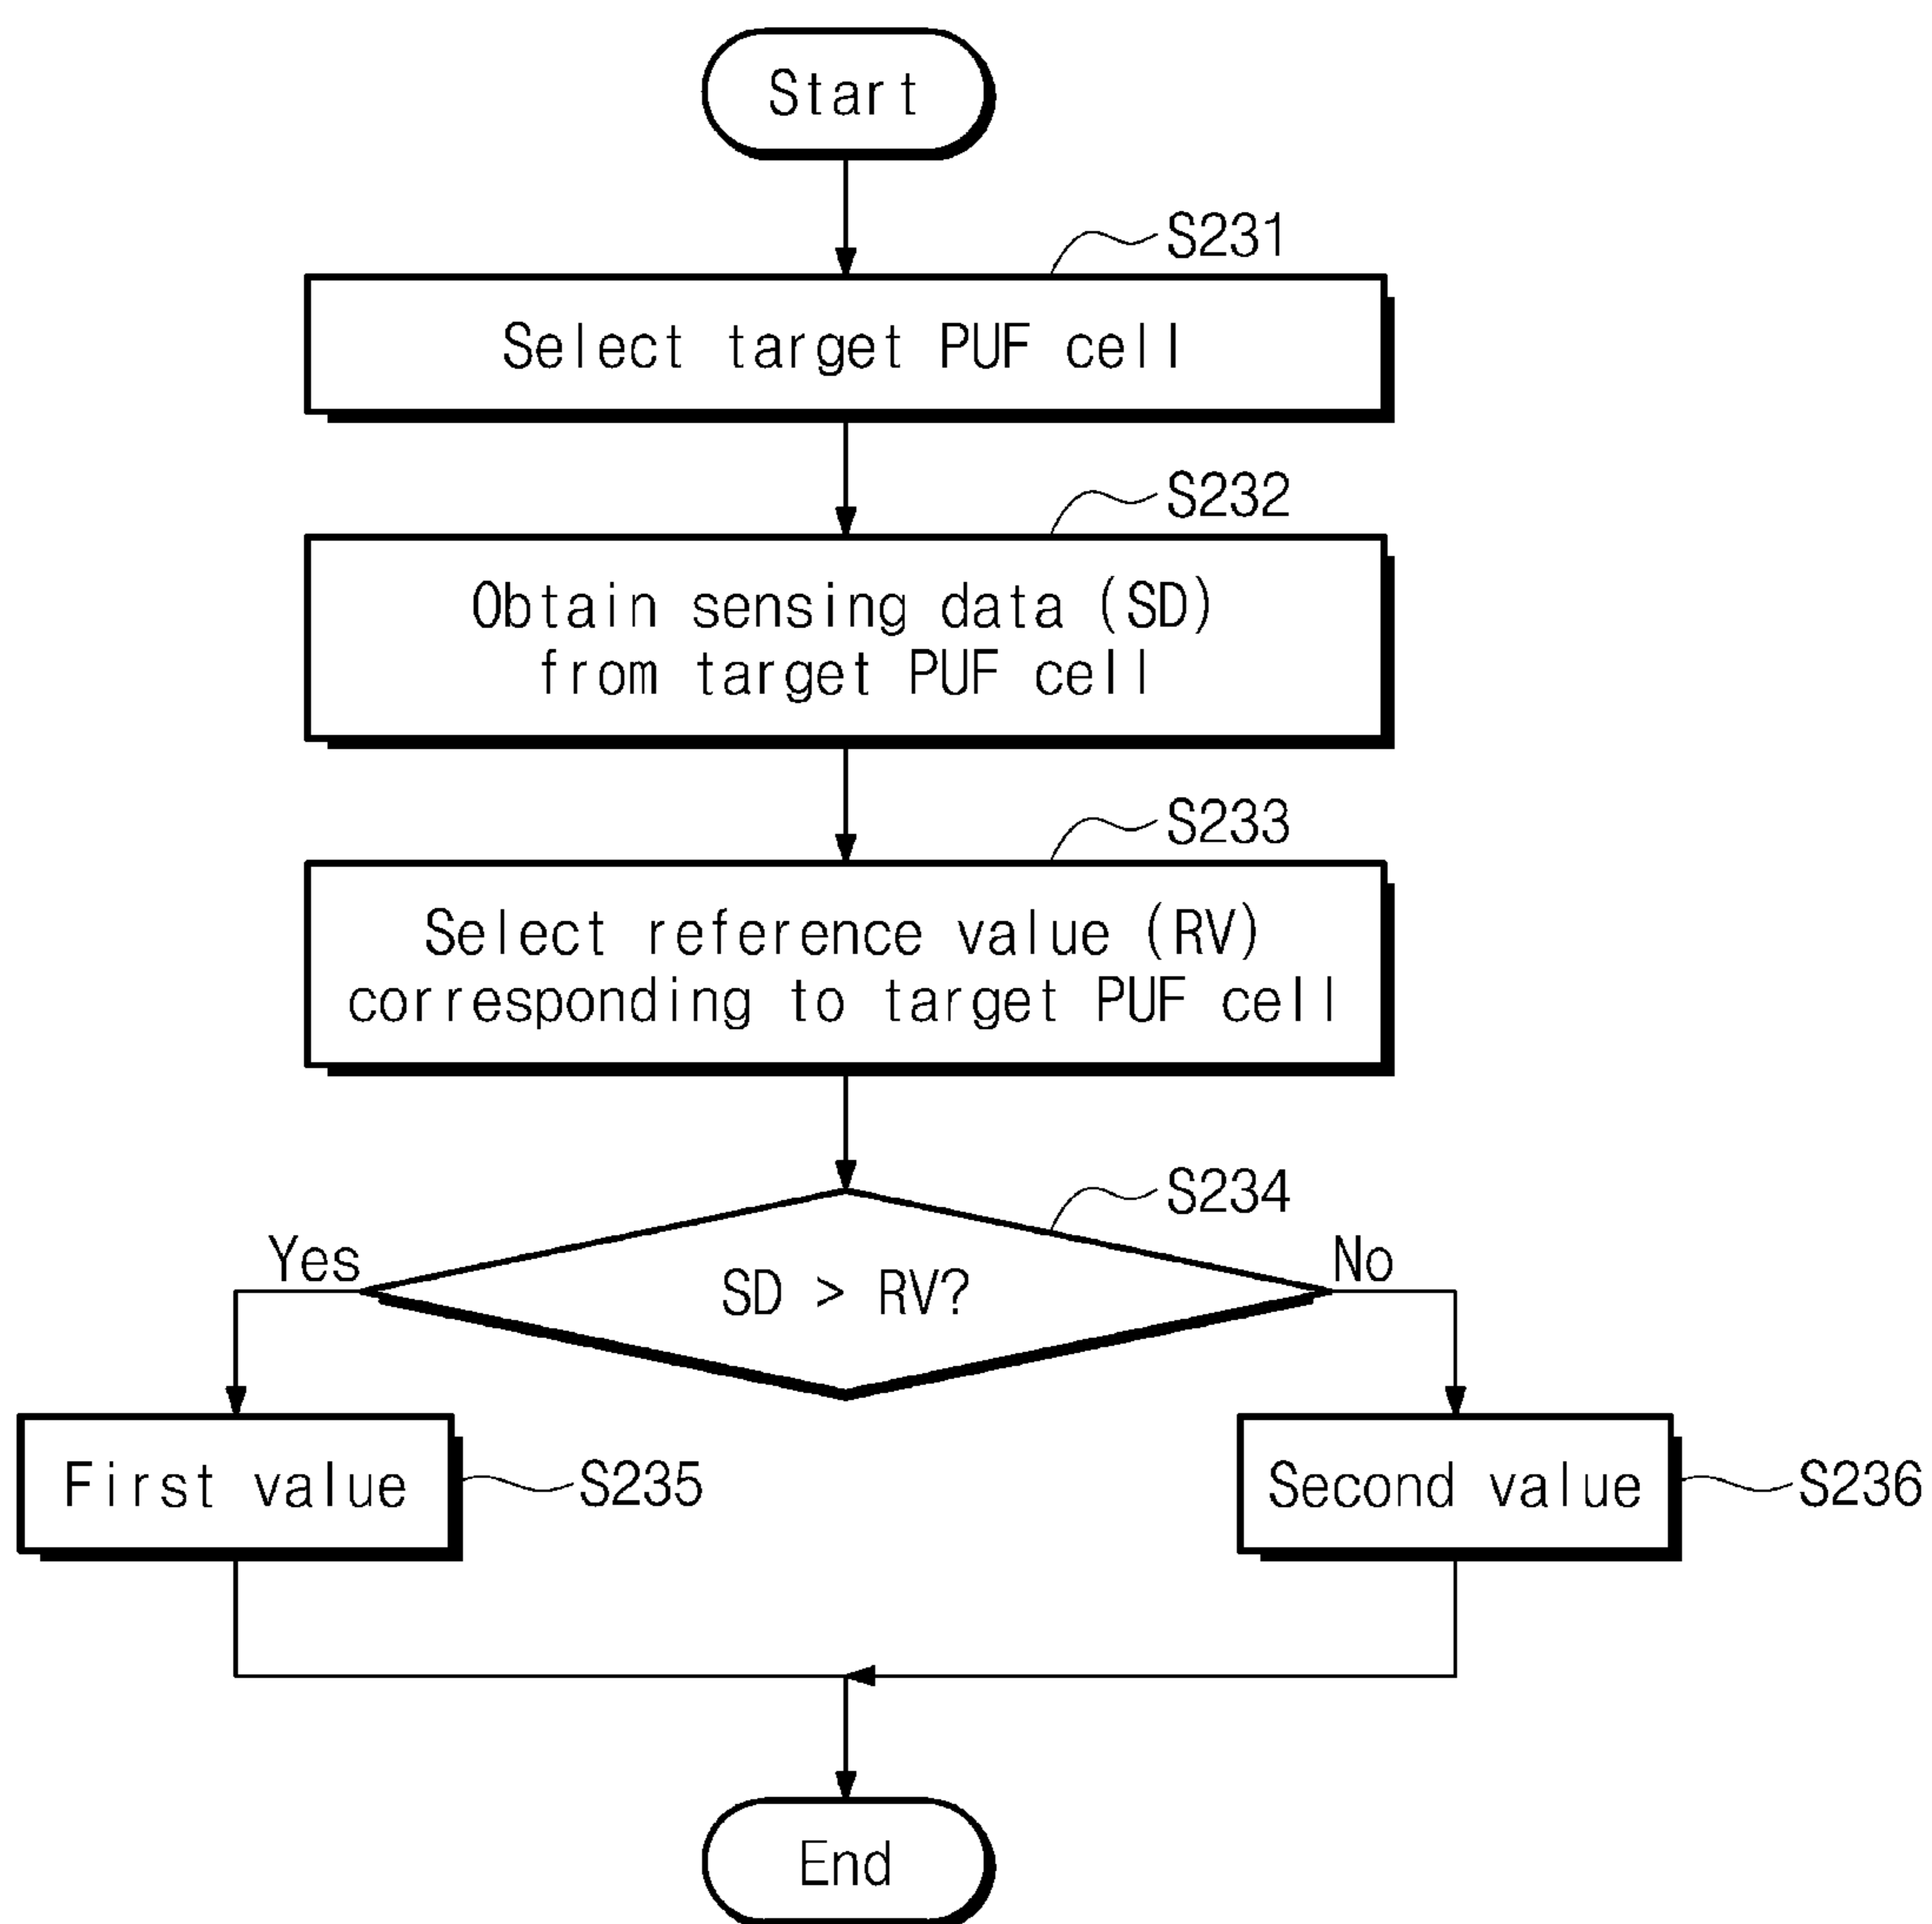 Start
S231
Select target PUF cell
S232
Obtain sensing data (SD)
from target PUF cell
S233
Select reference value (RV)
corresponding to target PUF cell
S234
Yes
No
SD > RV?
First value
S235
Second value
S236
End